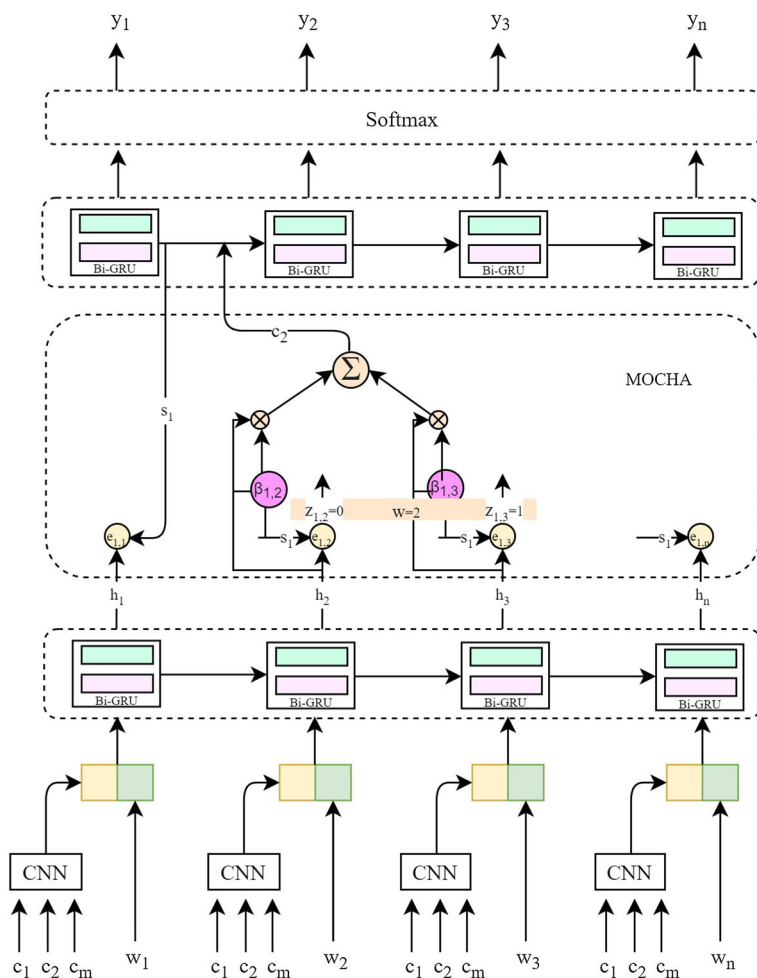 y₁ y₂ y₃ yₙ
Softmax
Bi-GRU Bi-GRU Bi-GRU Bi-GRU
c₂
Σ
MOCHA
s₁
β₁,₂ β₁,₃
z₁,₂=0 w=2 z₁,₃=1
e₁,₁ s₁ e₁,₂ s₁ e₁,₃ s₁ e₁,ₙ
h₁ h₂ h₃ hₙ
Bi-GRU Bi-GRU Bi-GRU Bi-GRU
CNN CNN CNN CNN
c₁ c₂ cₘ w₁ c₁ c₂ cₘ w₂ c₁ c₂ cₘ w₃ c₁ c₂ cₘ wₙ